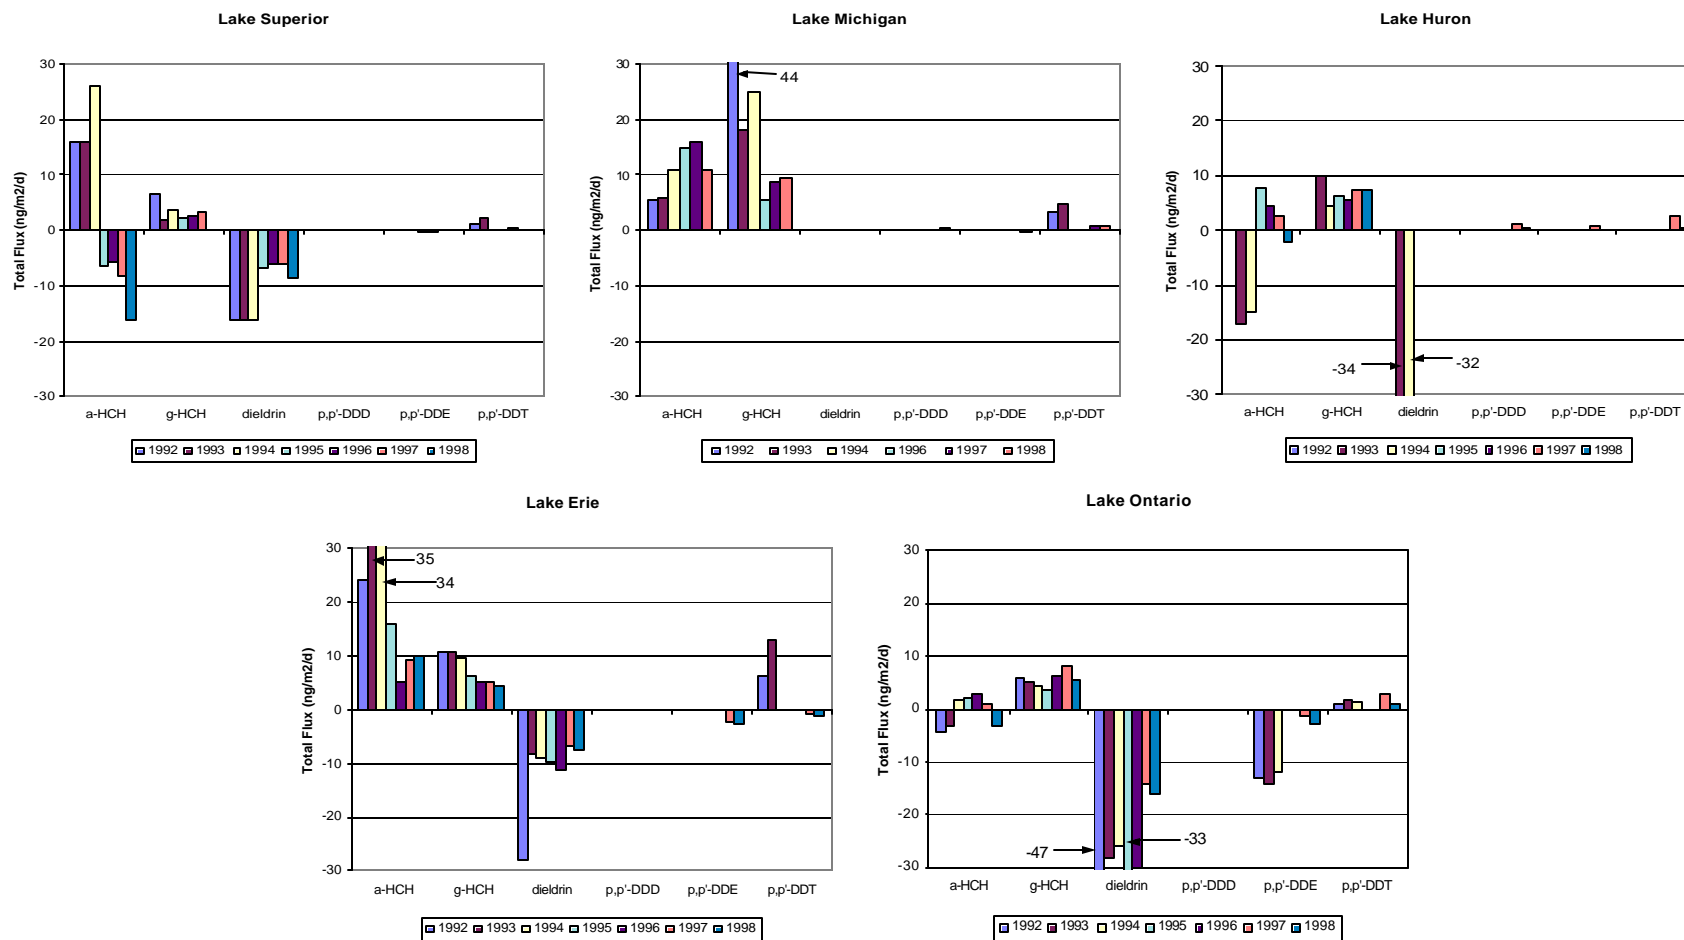 Lake Superior
Total Flux (ng/m2/d)
30
20
10
0
-10
-20
-30
a-HCH g-HCH dieldrin p,p'-DDD p,p'-DDE p,p'-DDT
1992 1993 1994 1995 1996 1997 1998
Lake Michigan
Total Flux (ng/m2/d)
30
20
10
0
-10
-20
-30
44
a-HCH g-HCH dieldrin p,p'-DDD p,p'-DDE p,p'-DDT
1992 1993 1994 1996 1997 1998
Lake Huron
Total Flux (ng/m2/d)
30
20
10
0
-10
-20
-30
-34
-32
a-HCH g-HCH dieldrin p,p'-DDD p,p'-DDE p,p'-DDT
1992 1993 1994 1995 1996 1997 1998
Lake Erie
Total Flux (ng/m2/d)
30
20
10
0
-10
-20
-30
35
34
a-HCH g-HCH dieldrin p,p'-DDD p,p'-DDE p,p'-DDT
1992 1993 1994 1995 1996 1997 1998
Lake Ontario
Total Flux (ng/m2/d)
30
20
10
0
-10
-20
-30
-47
-33
a-HCH g-HCH dieldrin p,p'-DDD p,p'-DDE p,p'-DDT
1992 1993 1994 1995 1996 1997 1998